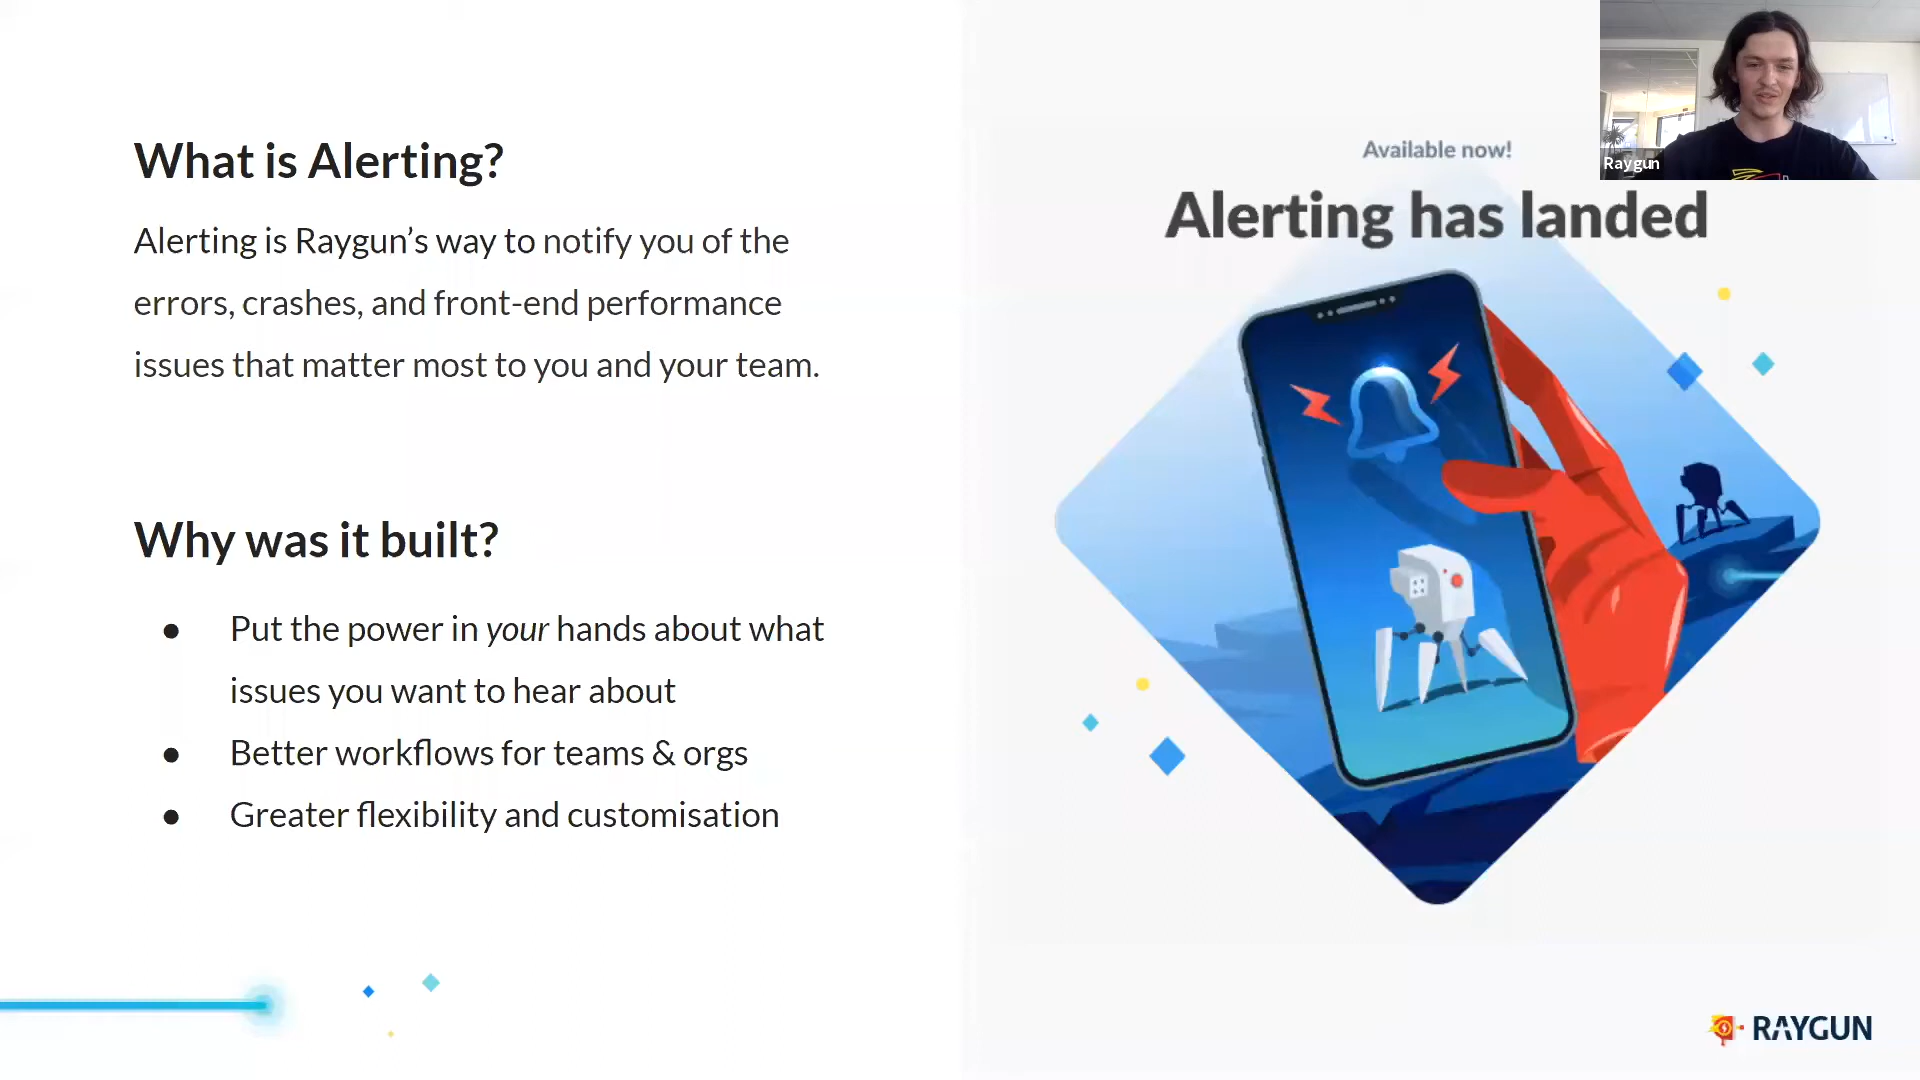 What is Alerting?
Alerting is Raygun’s way to notify you of the
errors, crashes, and front-end performance
issues that matter most to you and your team.
Why was it built?
● Put the power in your hands about what
issues you want to hear about
● Better workflows for teams & orgs
● Greater flexibility and customisation
Available now!
Alerting has landed
Raygun
RAYGUN